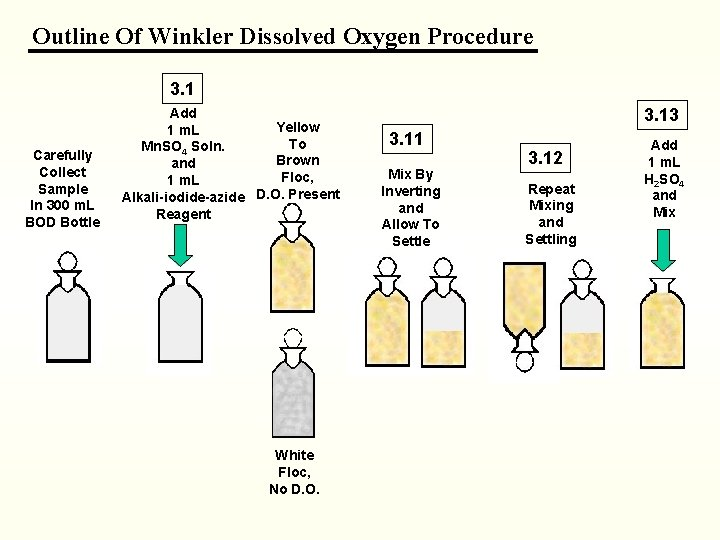 Outline Of Winkler Dissolved Oxygen Procedure
Carefully
Collect
Sample
In 300 mL
BOD Bottle
3.1
Add
1 mL
MnSO4 Soln.
and
1 mL
Alkali-iodide-azide
Reagent
Yellow
To
Brown
Floc,
D.O. Present
White
Floc,
No D.O.
3.11
Mix By
Inverting
and
Allow To
Settle
3.12
Repeat
Mixing
and
Settling
3.13
Add
1 mL
H2SO4
and
Mix